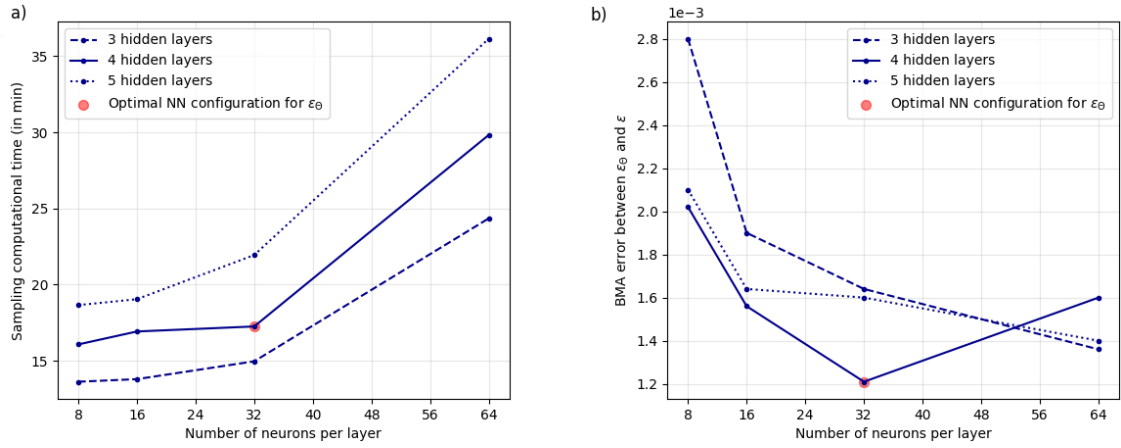 a)
3 hidden layers
4 hidden layers
5 hidden layers
Optimal NN configuration for εΘ
35
30
25
20
15
Sampling computational time (in min)
8 16 24 32 40 48 56 64
Number of neurons per layer
b)
1e−3
3 hidden layers
4 hidden layers
5 hidden layers
Optimal NN configuration for εΘ
2.8
2.6
2.4
2.2
2.0
1.8
1.6
1.4
1.2
BMA error between εΘ and ε
8 16 24 32 40 48 56 64
Number of neurons per layer